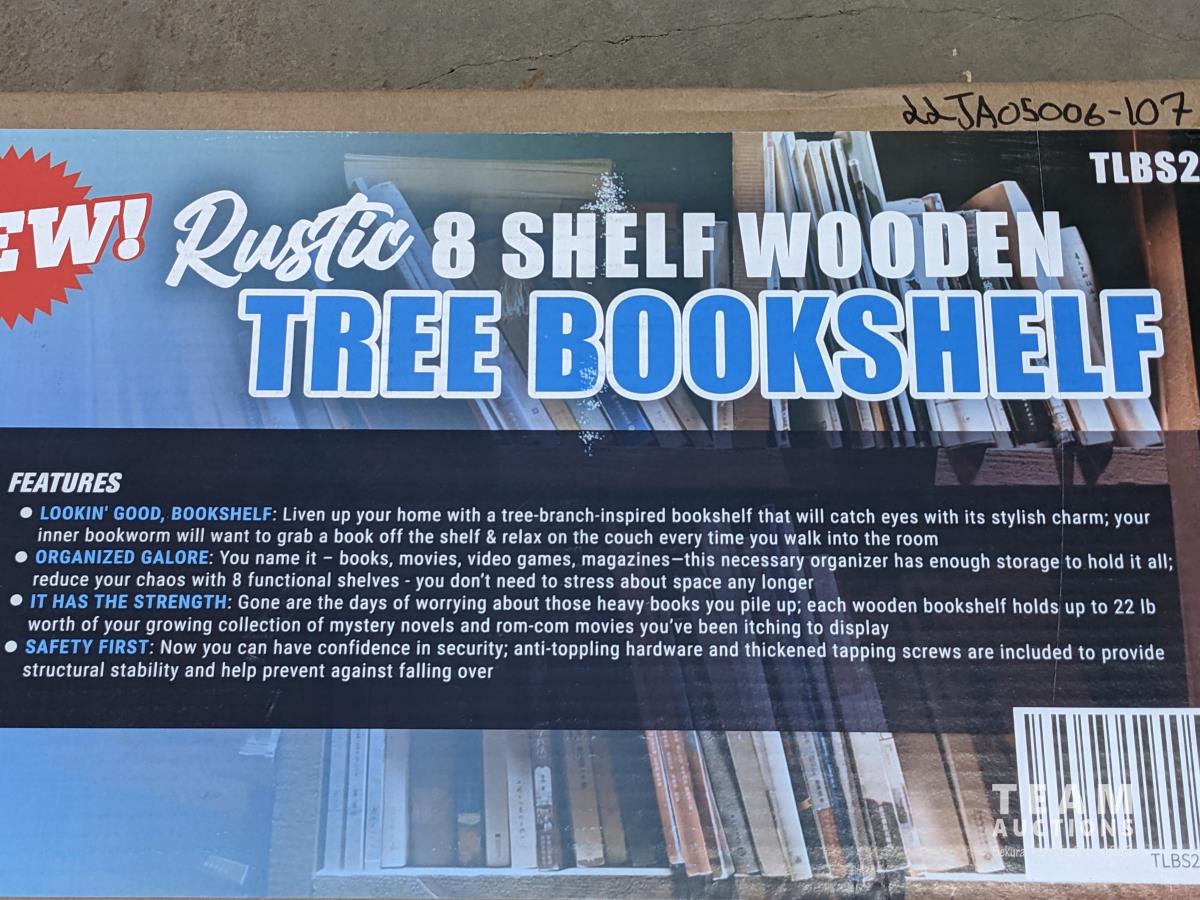 22JA05006-107
TLBS2
EW!
Rustic 8 SHELF WOODEN
TREE BOOKSHELF
FEATURES
● LOOKIN' GOOD, BOOKSHELF: Liven up your home with a tree-branch-inspired bookshelf that will catch eyes with its stylish charm; your
inner bookworm will want to grab a book off the shelf & relax on the couch every time you walk into the room
● ORGANIZED GALORE: You name it – books, movies, video games, magazines—this necessary organizer has enough storage to hold it all;
reduce your chaos with 8 functional shelves - you don't need to stress about space any longer
● IT HAS THE STRENGTH: Gone are the days of worrying about those heavy books you pile up; each wooden bookshelf holds up to 22 lb
worth of your growing collection of mystery novels and rom-com movies you've been itching to display
● SAFETY FIRST: Now you can have confidence in security; anti-toppling hardware and thickened tapping screws are included to provide
structural stability and help prevent against falling over
TEAM
AUCTIONS
TLBS2